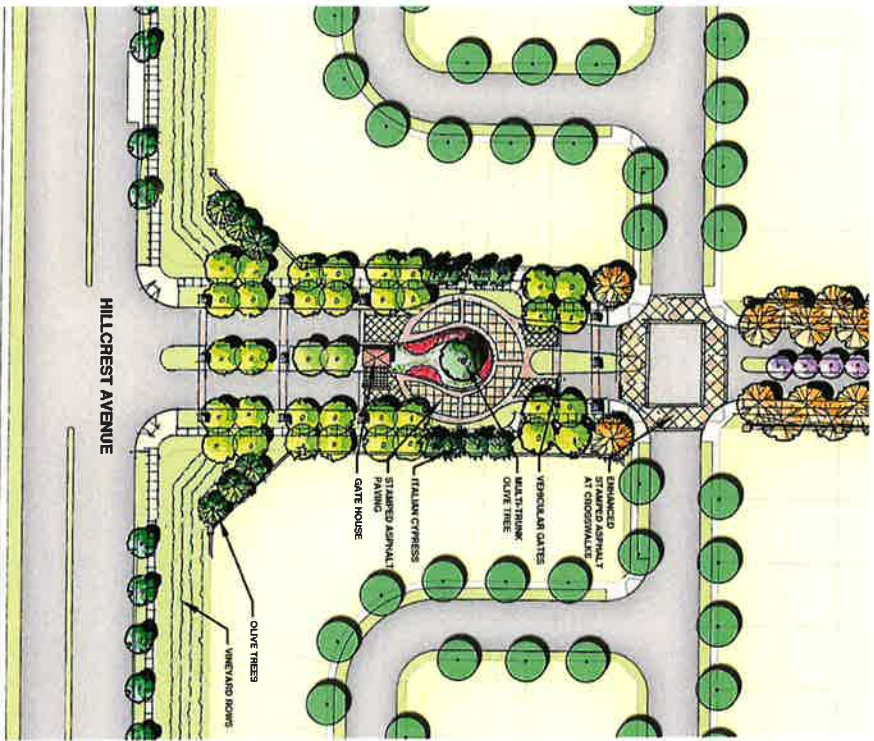 HILLCREST AVENUE
ENHANCED
STAMPED ASPHALT
AT CROSSWALKS
VEHICULAR GATES
MULTI-TRUNK
OLIVE TREE
ITALIAN CYPRESS
STAMPED ASPHALT
PAVING
GATE HOUSE
OLIVE TREES
VINEYARD ROWS